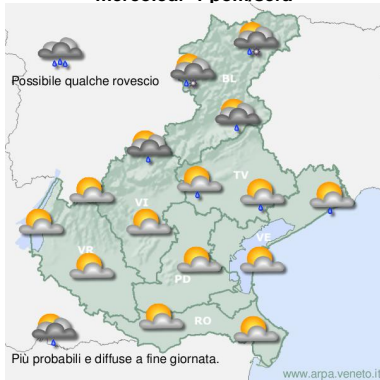 Possibile qualche rovescio
BL
TV
VI
VE
VR
PD
RO
Più probabili e diffuse a fine giornata.
www.arpa.veneto.it